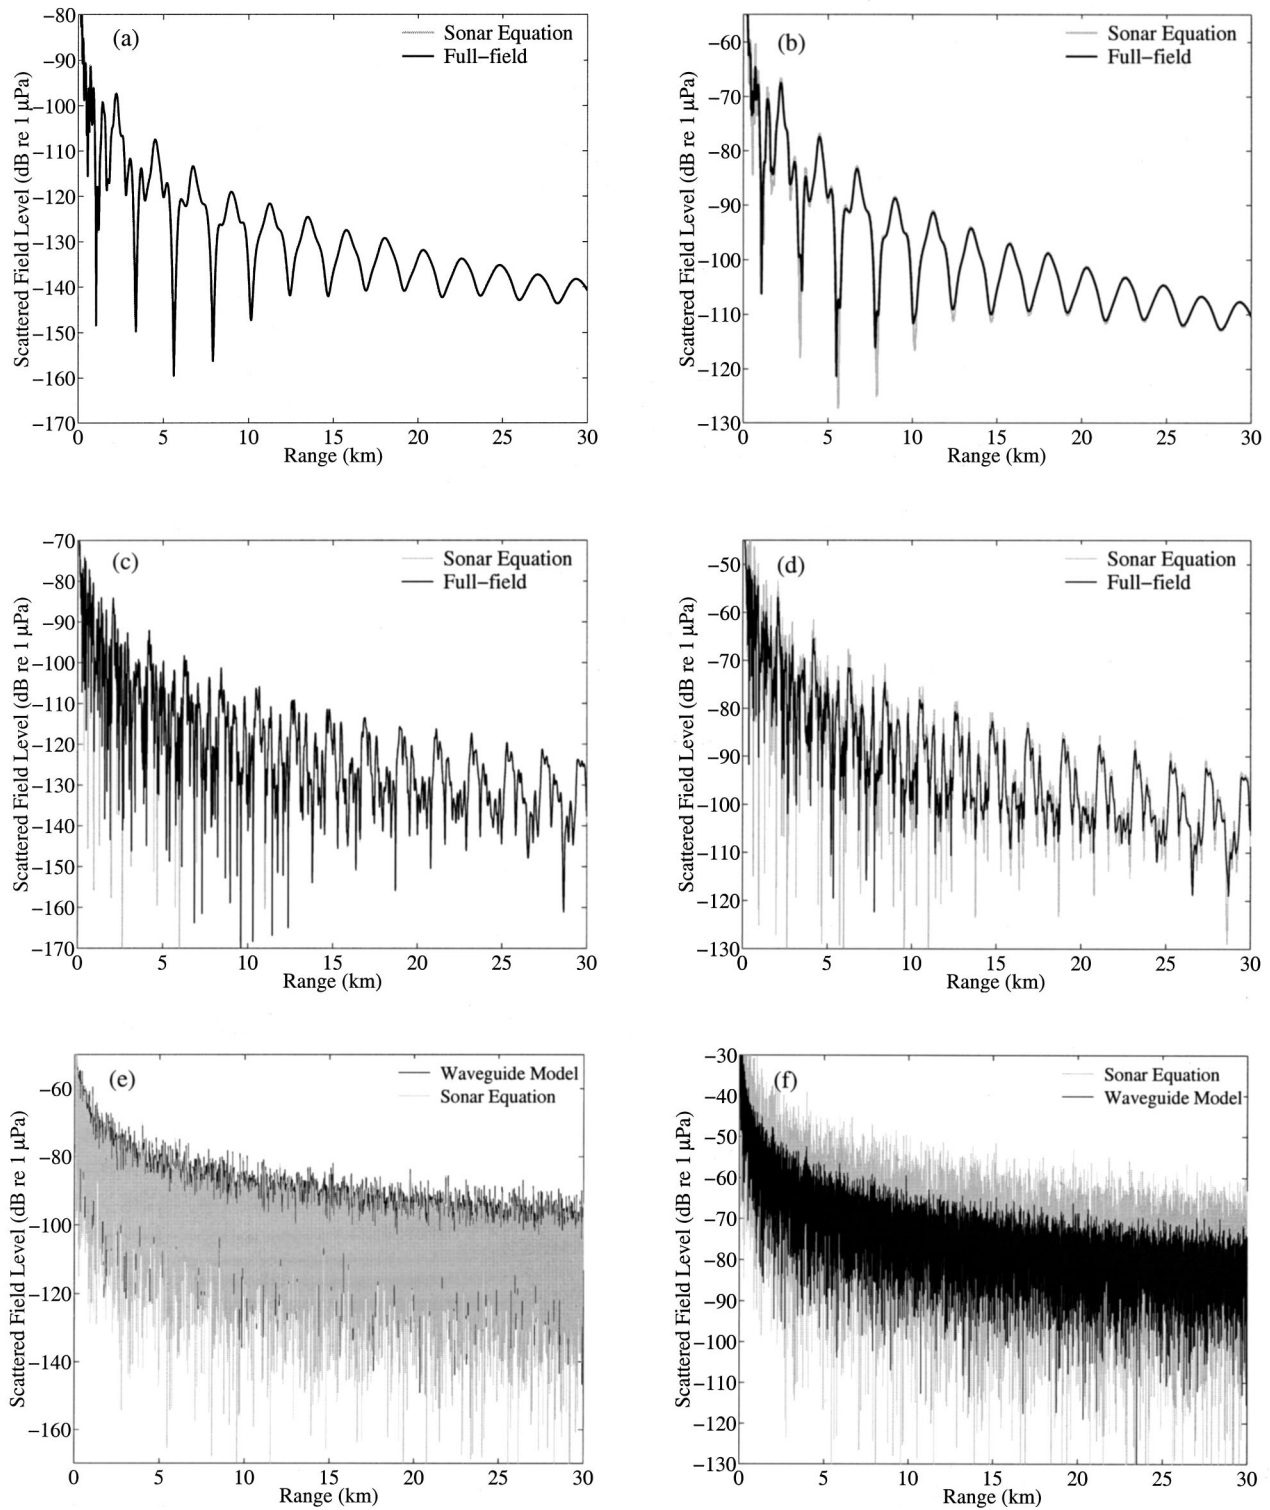 (a)
Sonar Equation
Full-field
Scattered Field Level (dB re 1 μPa)
−80
−90
−100
−110
−120
−130
−140
−150
−160
−170
0 5 10 15 20 25 30
Range (km)
(b)
Sonar Equation
Full-field
Scattered Field Level (dB re 1 μPa)
−60
−70
−80
−90
−100
−110
−120
−130
0 5 10 15 20 25 30
Range (km)
(c)
Sonar Equation
Full-field
Scattered Field Level (dB re 1 μPa)
−70
−80
−90
−100
−110
−120
−130
−140
−150
−160
−170
0 5 10 15 20 25 30
Range (km)
(d)
Sonar Equation
Full-field
Scattered Field Level (dB re 1 μPa)
−50
−60
−70
−80
−90
−100
−110
−120
−130
0 5 10 15 20 25 30
Range (km)
(e)
Waveguide Model
Sonar Equation
Scattered Field Level (dB re 1 μPa)
−60
−80
−100
−120
−140
−160
0 5 10 15 20 25 30
Range (km)
(f)
Sonar Equation
Waveguide Model
Scattered Field Level (dB re 1 μPa)
−30
−40
−50
−60
−70
−80
−90
−100
−110
−120
−130
0 5 10 15 20 25 30
Range (km)